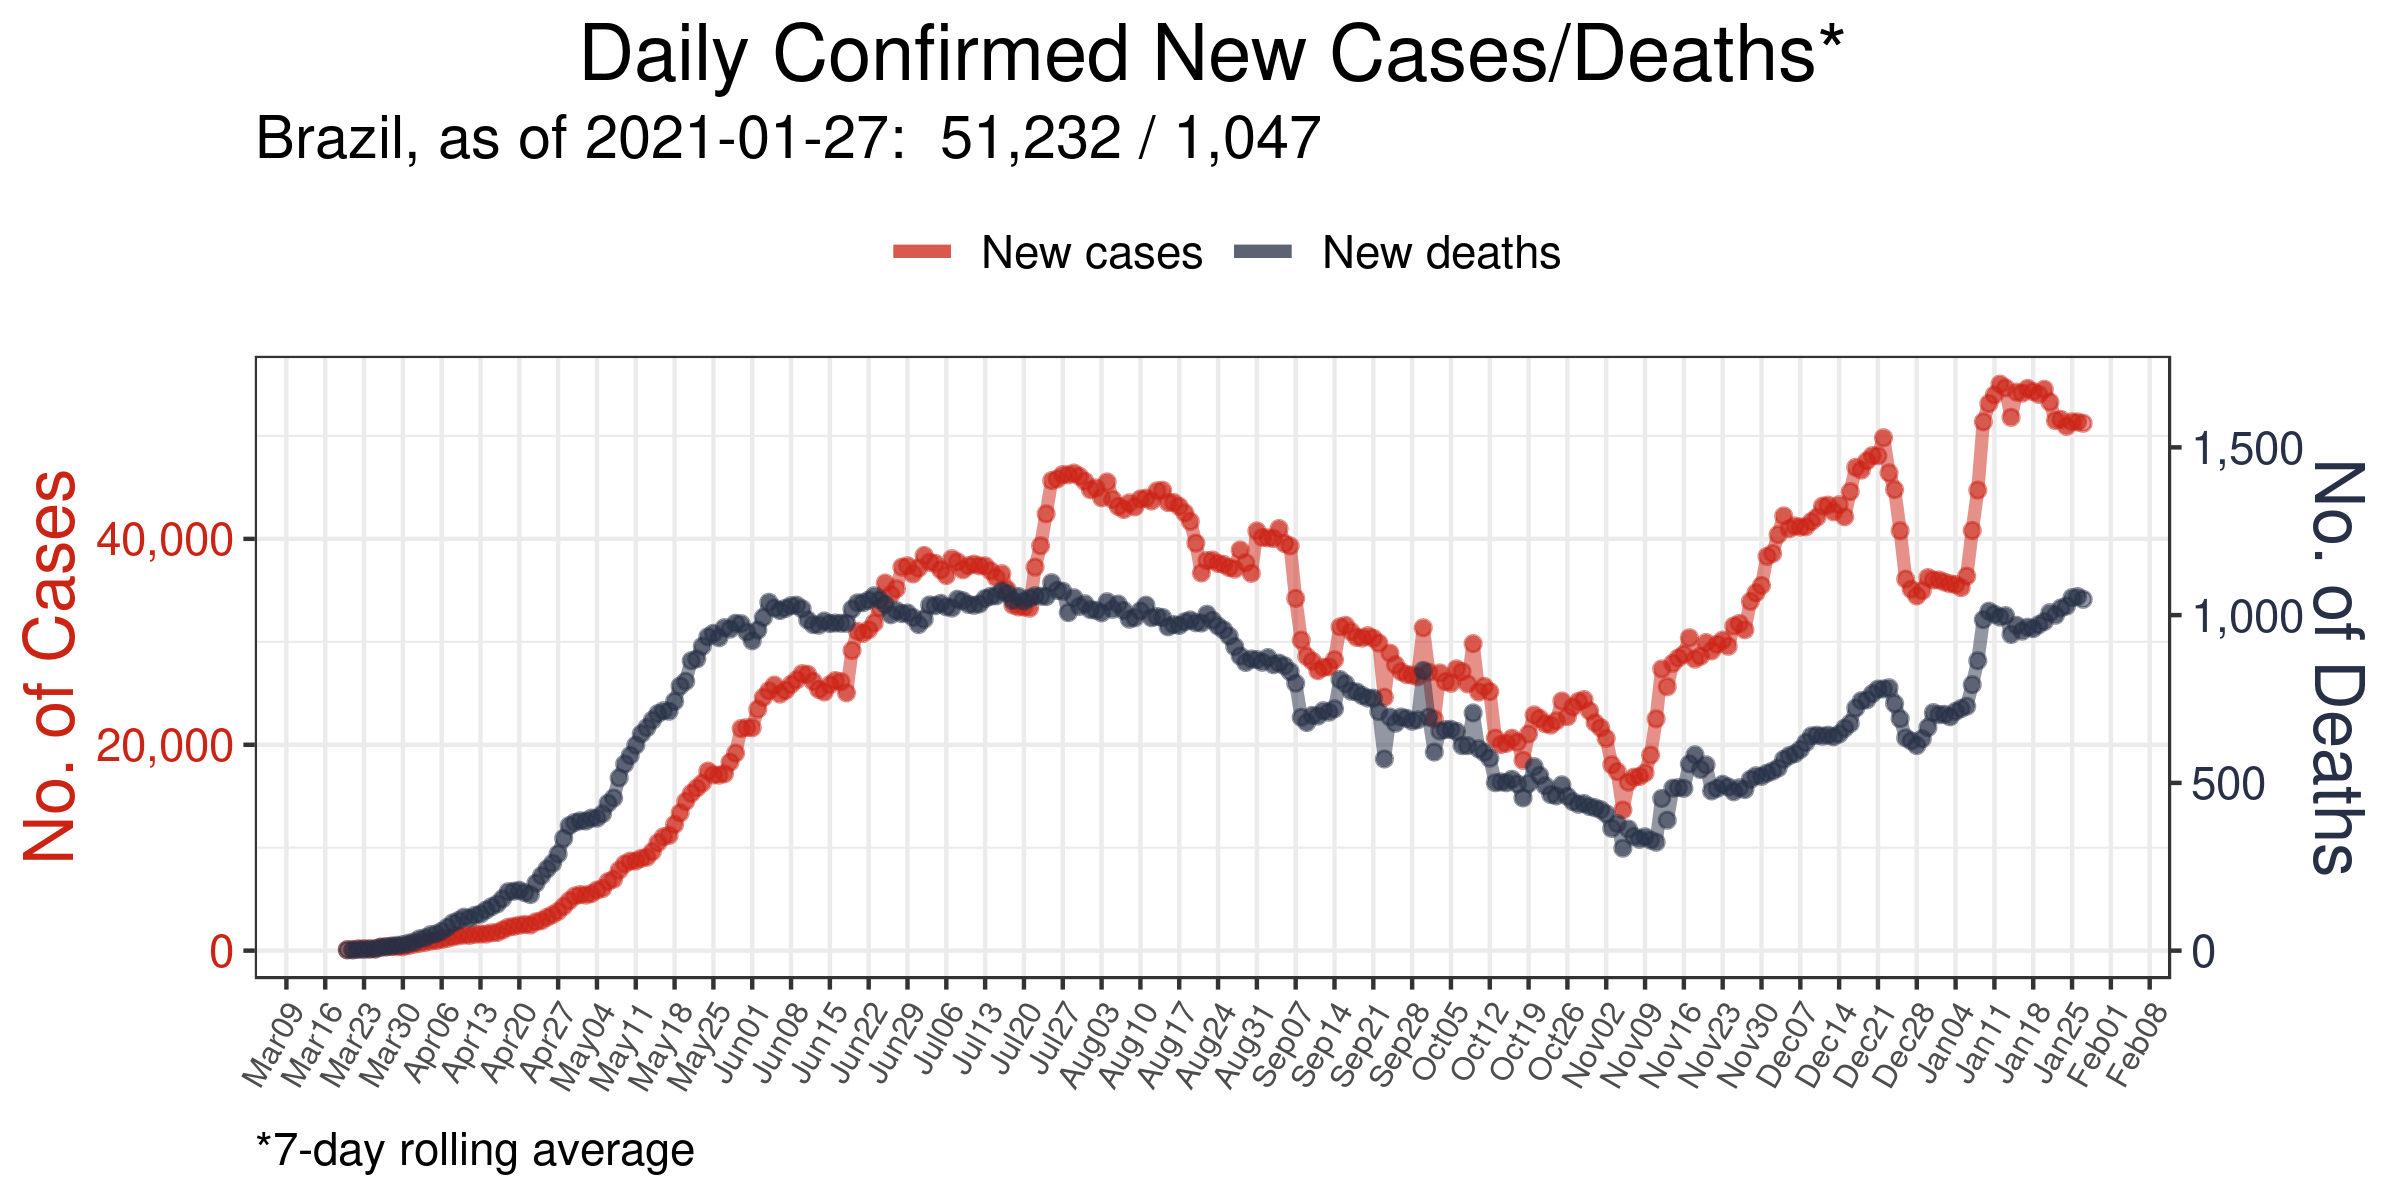 Daily Confirmed New Cases/Deaths*
Brazil, as of 2021-01-27:  51,232 / 1,047
New cases
New deaths
No. of Cases
40,000
20,000
0
1,500
1,000
500
0
No. of Deaths
Mar09
Mar16
Mar23
Mar30
Apr06
Apr13
Apr20
Apr27
May04
May11
May18
May25
Jun01
Jun08
Jun15
Jun22
Jun29
Jul06
Jul13
Jul20
Jul27
Aug03
Aug10
Aug17
Aug24
Aug31
Sep07
Sep14
Sep21
Sep28
Oct05
Oct12
Oct19
Oct26
Nov02
Nov09
Nov16
Nov23
Nov30
Dec07
Dec14
Dec21
Dec28
Jan04
Jan11
Jan18
Jan25
Feb01
Feb08
*7-day rolling average